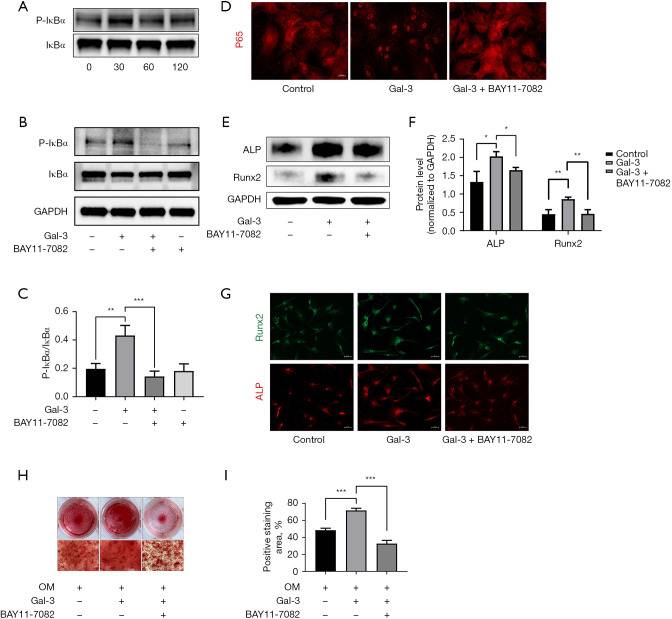 A
P-IκBα
IκBα
0 30 60 120
B
P-IκBα
IκBα
GAPDH
Gal-3 – + + –
BAY11-7082 – – + +
C
P-IκBα/IκBα
0.6
0.4
0.2
0.0
** ***
Gal-3 – + + –
BAY11-7082 – – + +
D
P65
Control Gal-3 Gal-3 + BAY11-7082
E
ALP
Runx2
GAPDH
Gal-3 – + +
BAY11-7082 – – +
F
Protein level
(normalized to GAPDH)
2.5
2.0
1.5
1.0
0.5
0.0
* *
** **
ALP Runx2
Control
Gal-3
Gal-3 +
BAY11-7082
G
Runx2
ALP
Control Gal-3 Gal-3 + BAY11-7082
H
OM + + +
Gal-3 – + +
BAY11-7082 – – +
I
Positive staining
area, %
80
60
40
20
0
*** ***
OM + + +
Gal-3 – + +
BAY11-7082 – – +